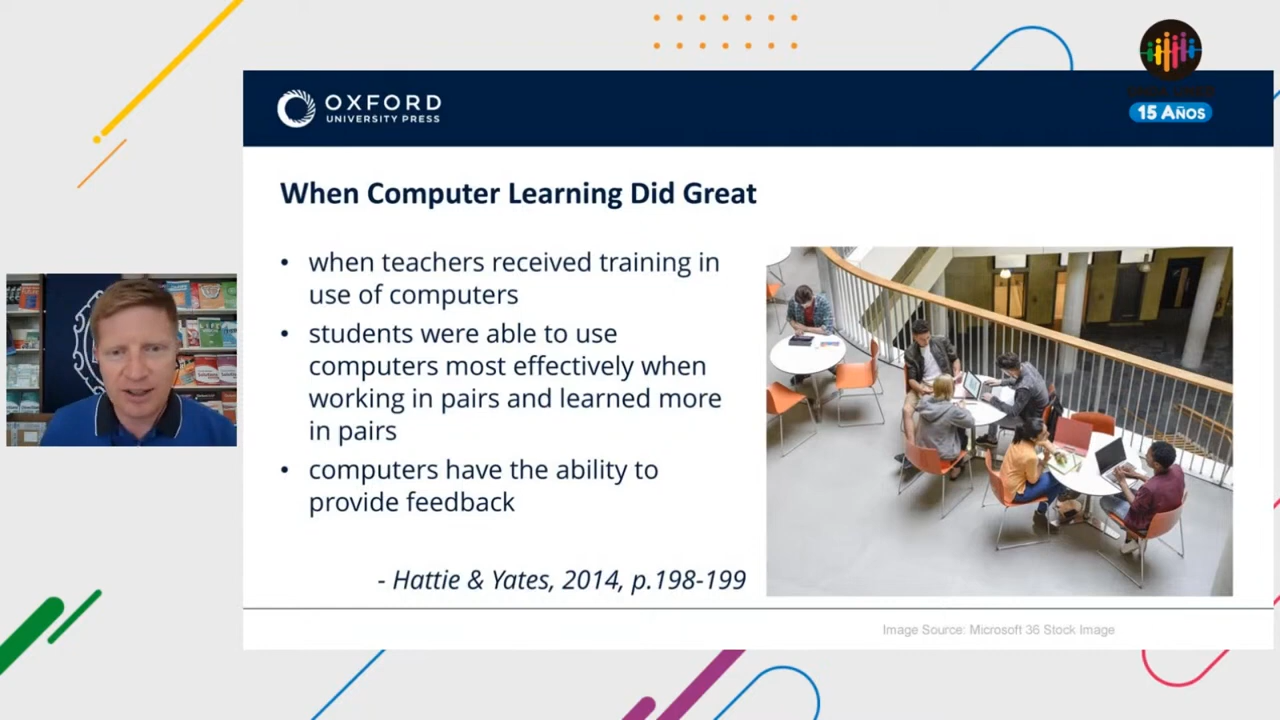 OXFORD
UNIVERSITY PRESS
15 AÑOS
When Computer Learning Did Great
• when teachers received training in
use of computers
• students were able to use
computers most effectively when
working in pairs and learned more
in pairs
• computers have the ability to
provide feedback
- Hattie & Yates, 2014, p.198-199
Image Source: Microsoft 36 Stock Image